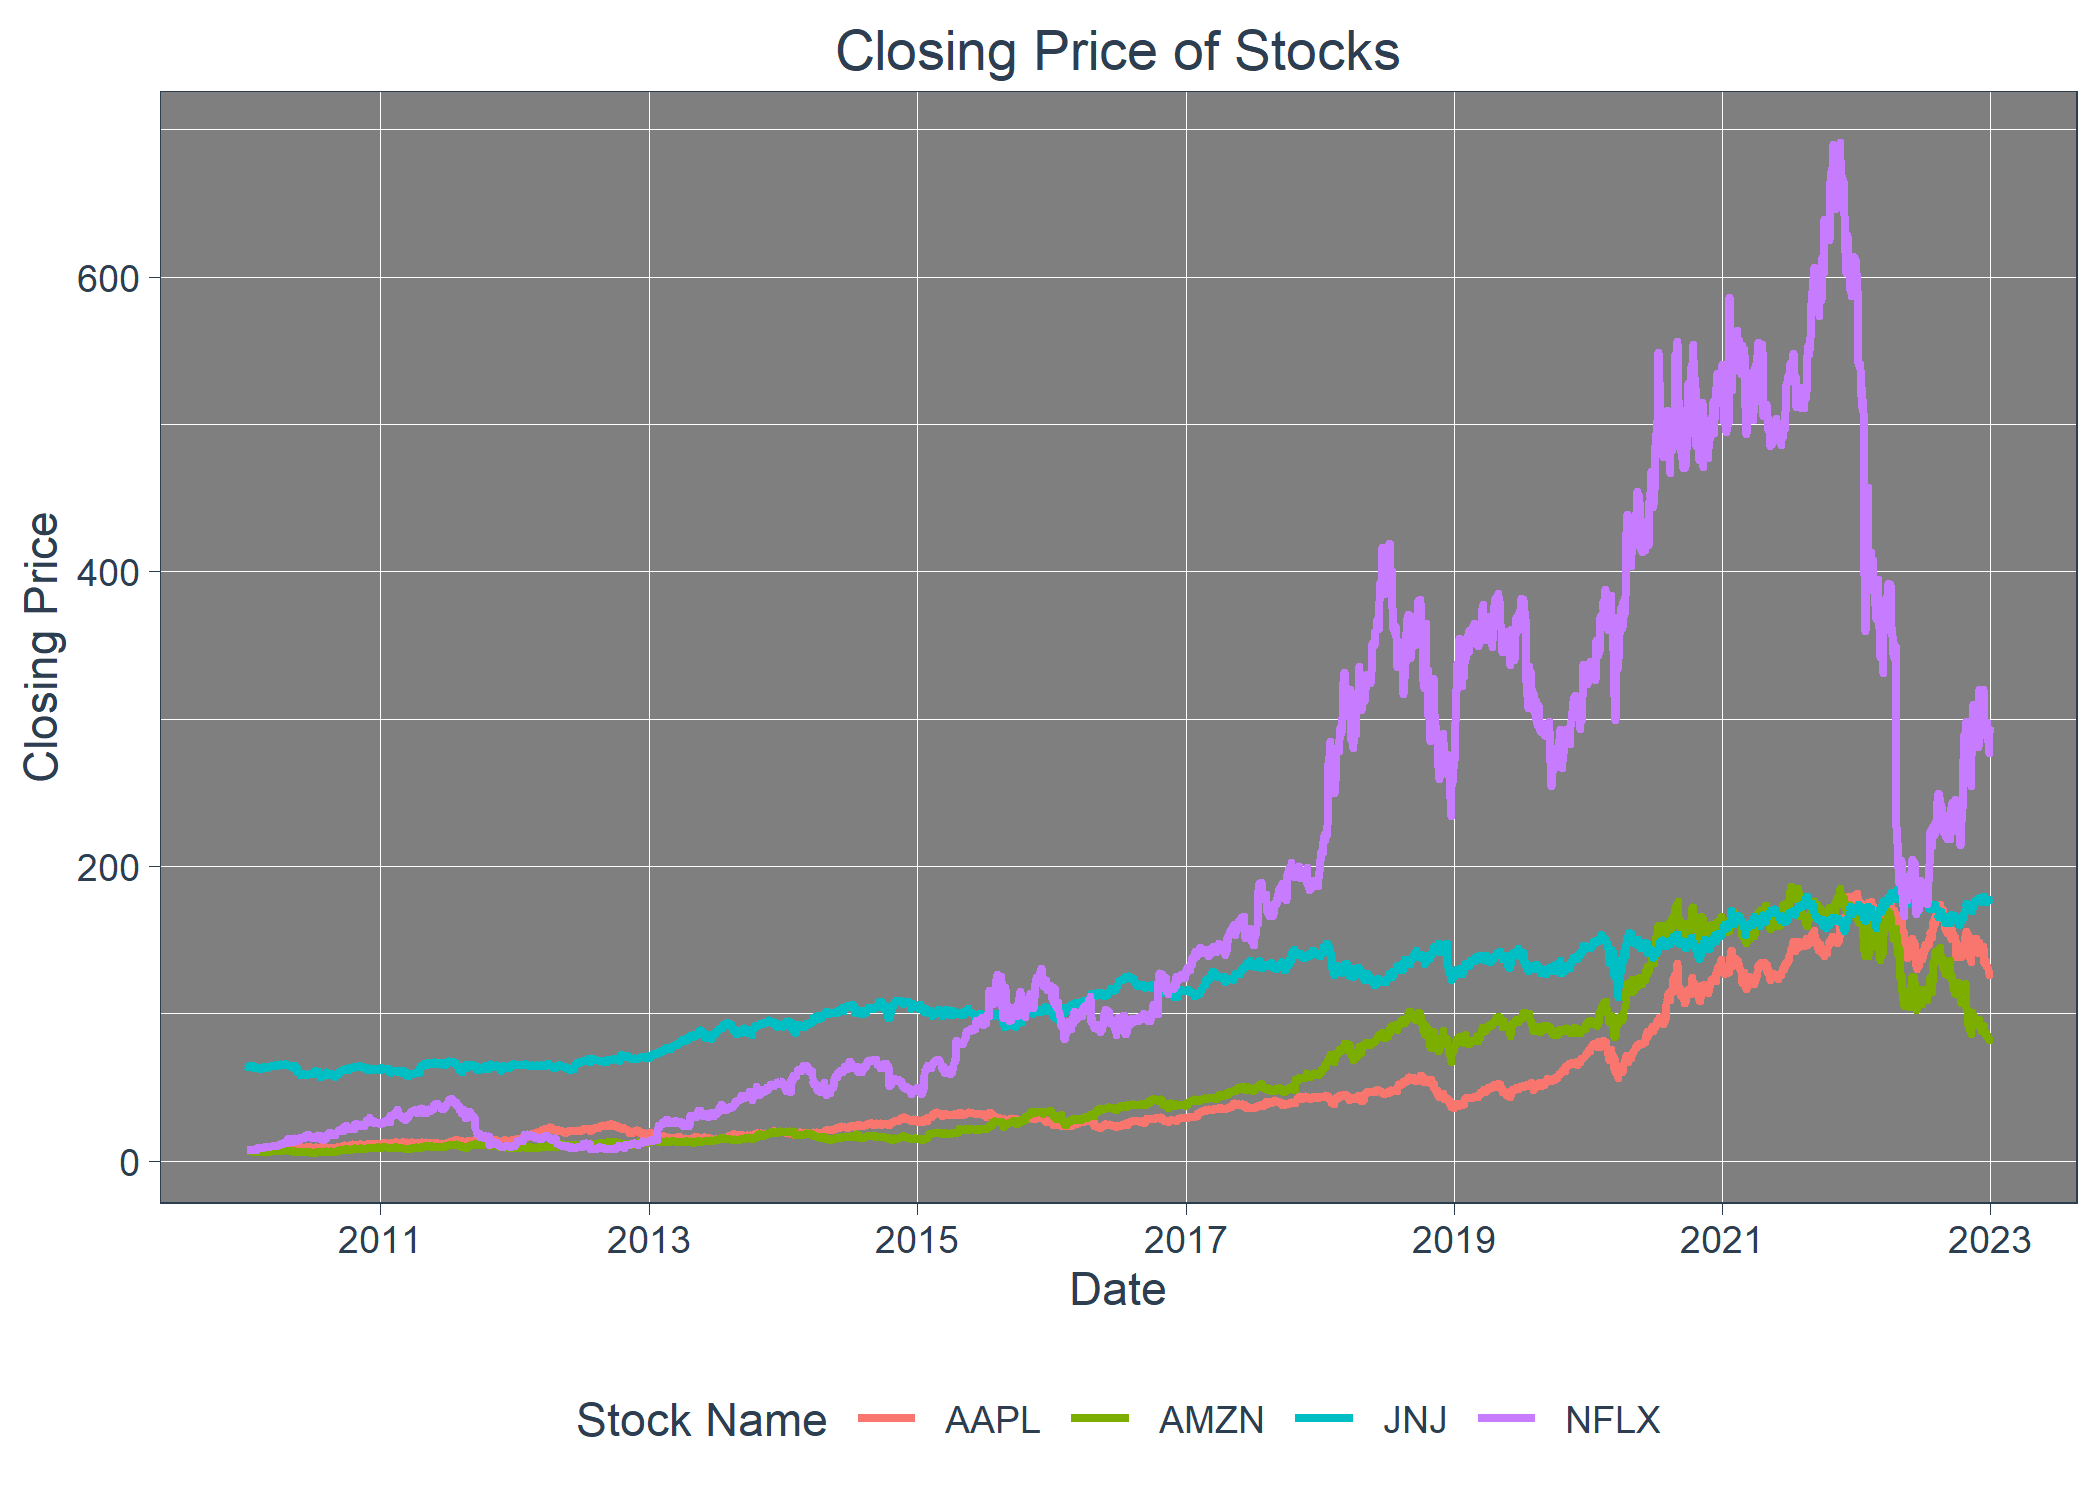 Closing Price of Stocks
Closing Price
600
400
200
0
2011 2013 2015 2017 2019 2021 2023
Date
Stock Name AAPL AMZN JNJ NFLX